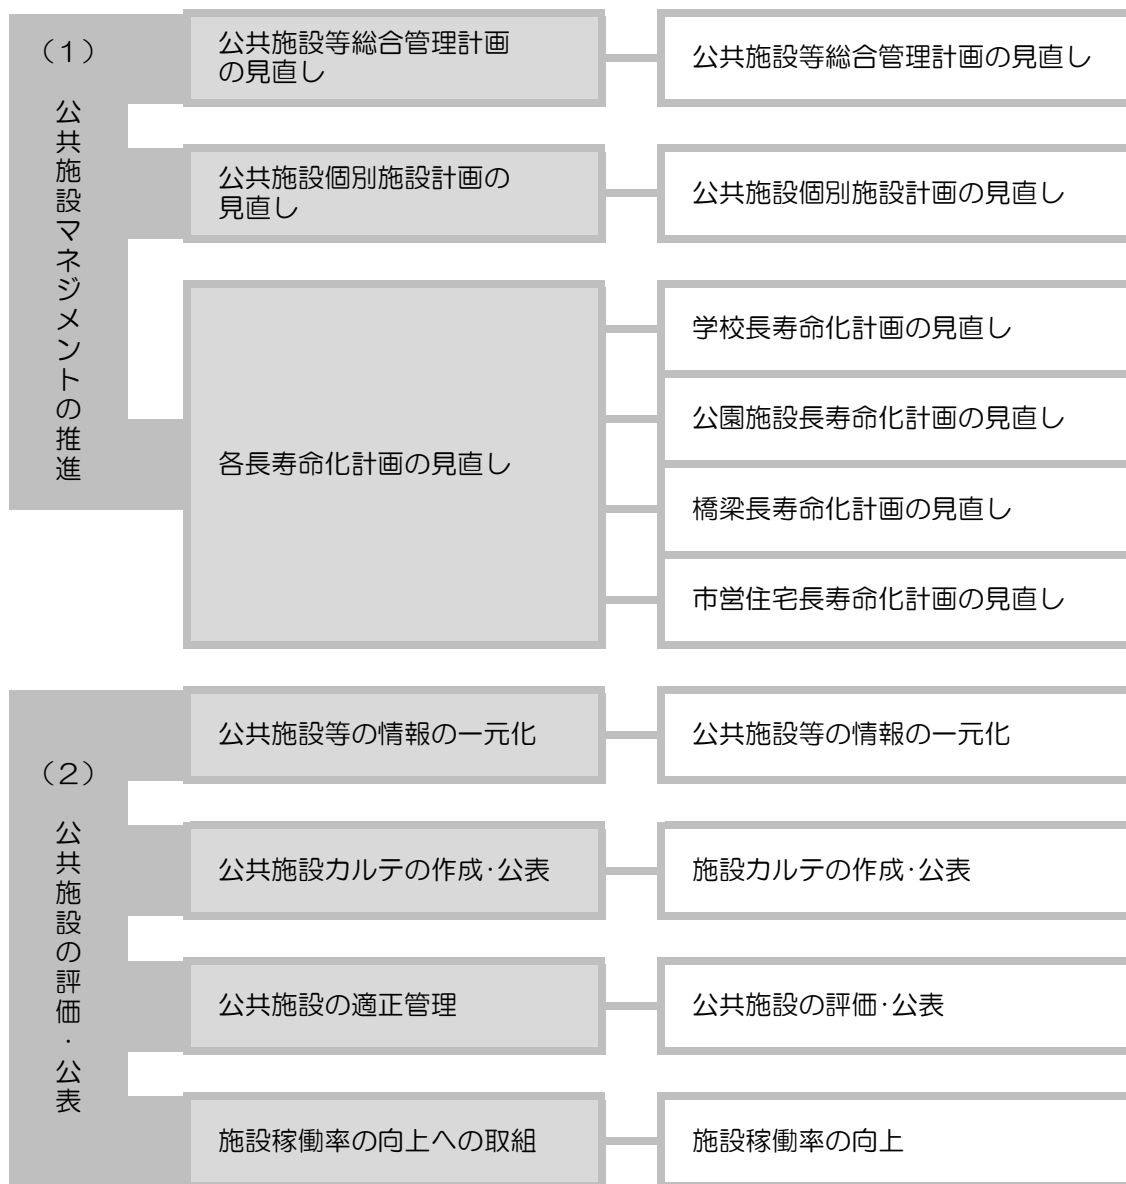 （１）
公共施設マネジメントの推進
公共施設等総合管理計画
の見直し
公共施設等総合管理計画の見直し
公共施設個別施設計画の
見直し
公共施設個別施設計画の見直し
各長寿命化計画の見直し
学校長寿命化計画の見直し
公園施設長寿命化計画の見直し
橋梁長寿命化計画の見直し
市営住宅長寿命化計画の見直し
（２）
公共施設の評価・公表
公共施設等の情報の一元化
公共施設等の情報の一元化
公共施設カルテの作成･公表
施設カルテの作成･公表
公共施設の適正管理
公共施設の評価･公表
施設稼働率の向上への取組
施設稼働率の向上